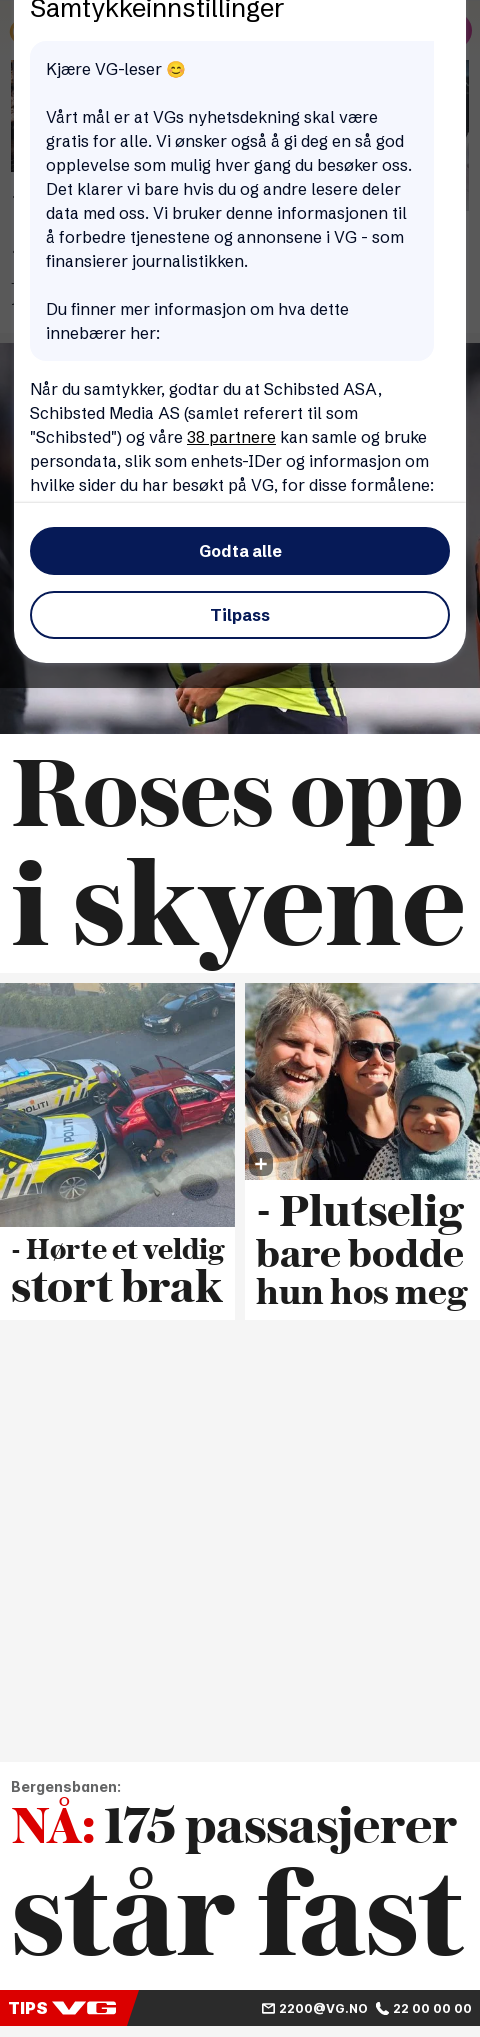 Samtykkeinnstillinger
Kjære VG-leser 😊
Vårt mål er at VGs nyhetsdekning skal være
gratis for alle. Vi ønsker også å gi deg en så god
opplevelse som mulig hver gang du besøker oss.
Det klarer vi bare hvis du og andre lesere deler
data med oss. Vi bruker denne informasjonen til
å forbedre tjenestene og annonsene i VG - som
finansierer journalistikken.
Du finner mer informasjon om hva dette
innebærer her:
Når du samtykker, godtar du at Schibsted ASA,
Schibsted Media AS (samlet referert til som
"Schibsted") og våre 38 partnere kan samle og bruke
persondata, slik som enhets-IDer og informasjon om
hvilke sider du har besøkt på VG, for disse formålene:
Godta alle
Tilpass
Roses opp
i skyene
POLITI
POLITI
- Hørte et veldig
stort brak
- Plutselig
bare bodde
hun hos meg
Bergensbanen:
NÅ: 175 passasjerer
står fast
TIPS VG
2200@VG.NO 22 00 00 00